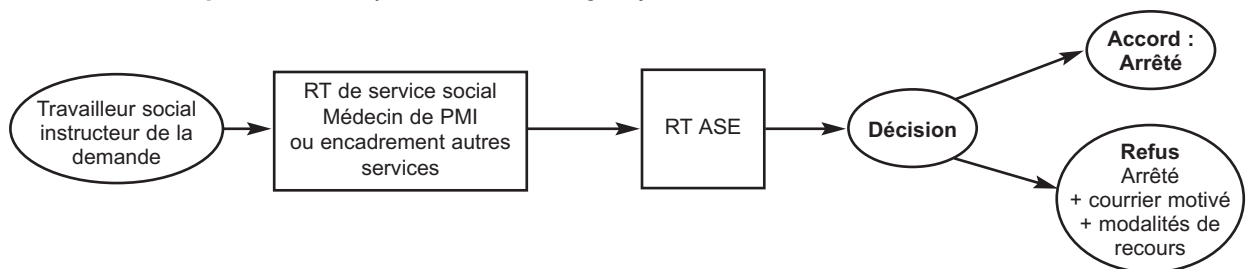 Travailleur social
instructeur de la
demande
RT de service social
Médecin de PMI
ou encadrement autres
services
RT ASE
Décision
Accord :
Arrêté
Refus
Arrêté
+ courrier motivé
+ modalités de
recours